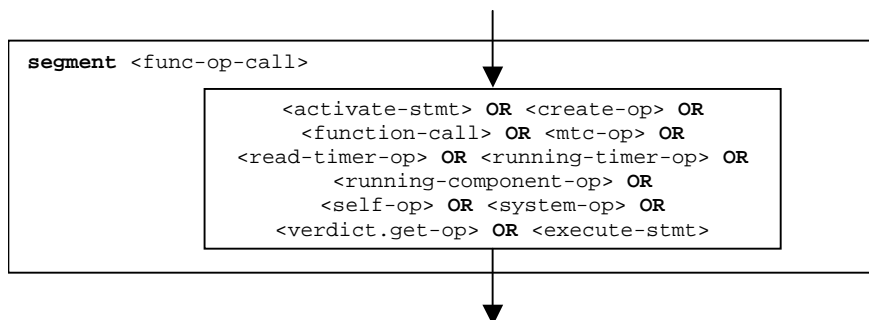 segment <func-op-call>
<activate-stmt> OR <create-op> OR
<function-call> OR <mtc-op> OR
<read-timer-op> OR <running-timer-op> OR
<running-component-op> OR
<self-op> OR <system-op> OR
<verdict.get-op> OR <execute-stmt>